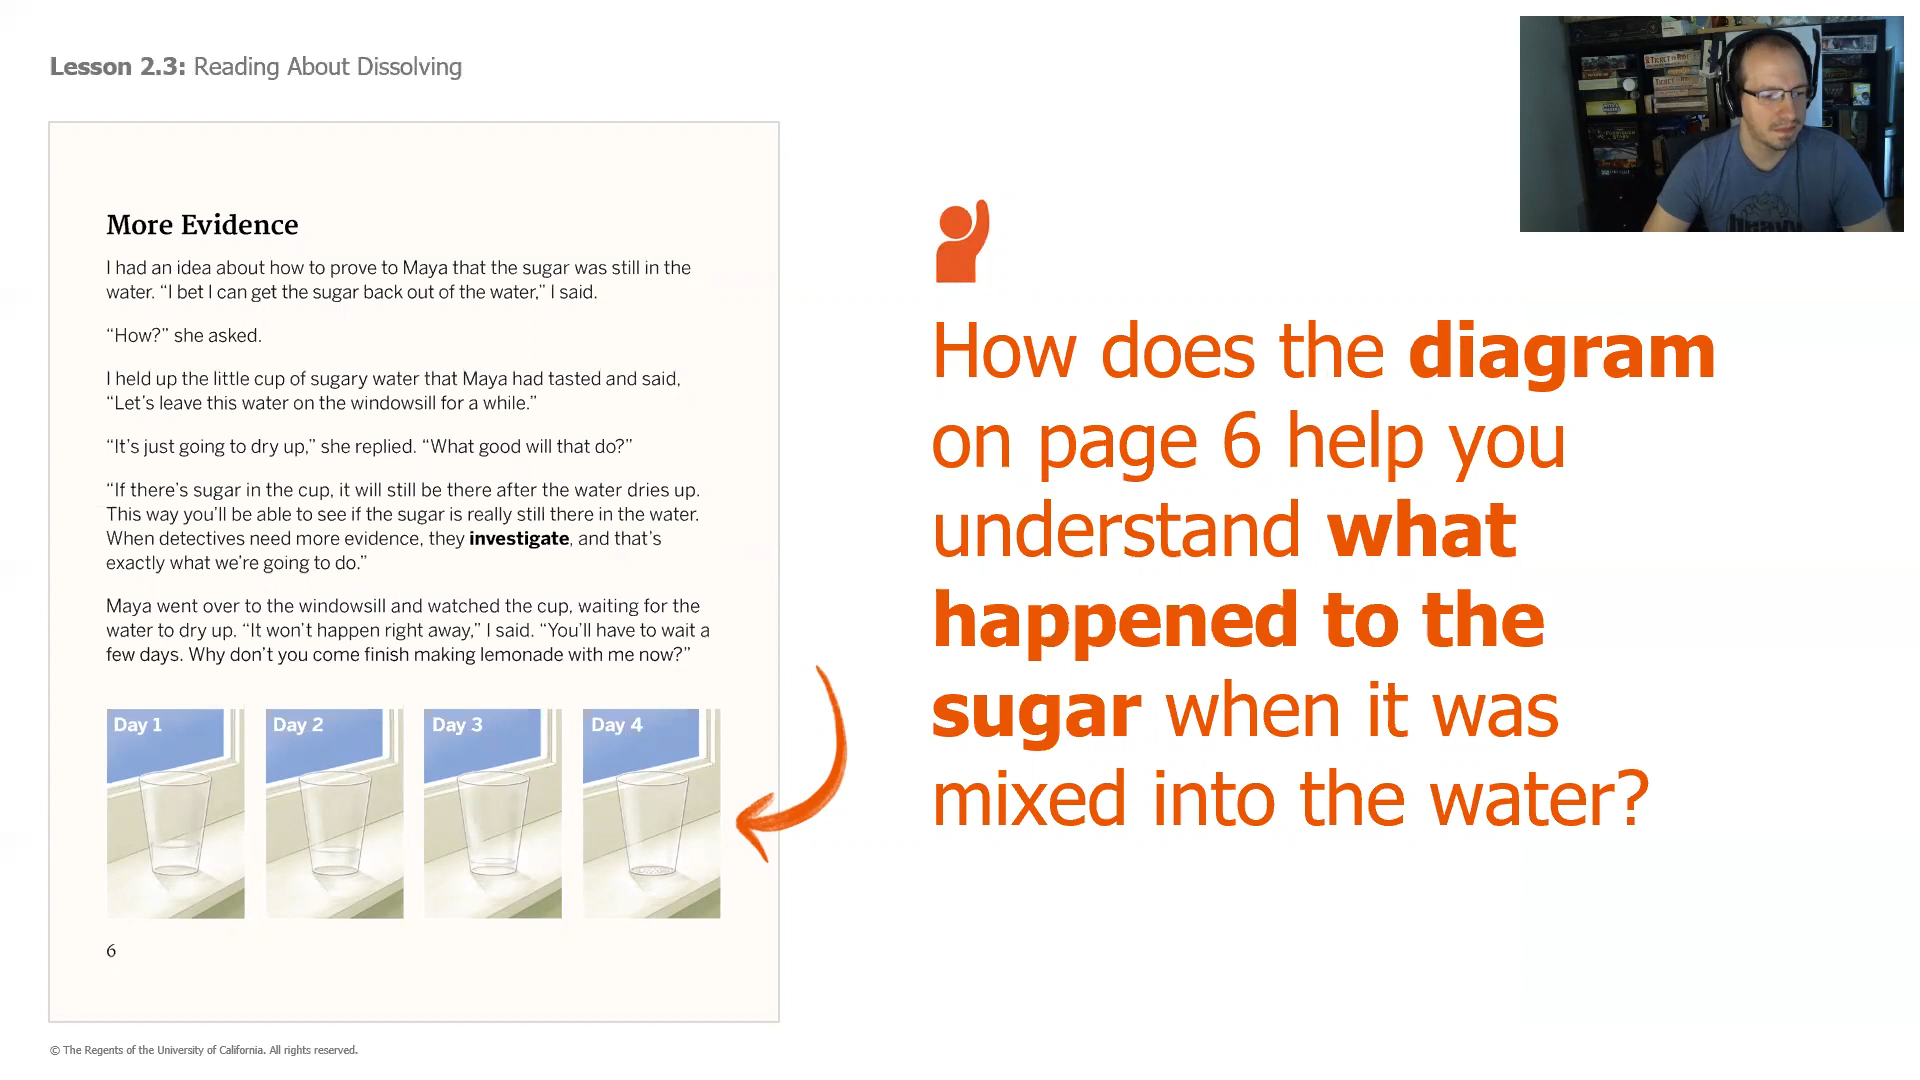 Lesson 2.3: Reading About Dissolving
More Evidence
I had an idea about how to prove to Maya that the sugar was still in the
water. “I bet I can get the sugar back out of the water,” I said.
“How?” she asked.
I held up the little cup of sugary water that Maya had tasted and said,
“Let’s leave this water on the windowsill for a while.”
“It’s just going to dry up,” she replied. “What good will that do?”
“If there’s sugar in the cup, it will still be there after the water dries up.
This way you’ll be able to see if the sugar is really still there in the water.
When detectives need more evidence, they investigate, and that’s
exactly what we’re going to do.”
Maya went over to the windowsill and watched the cup, waiting for the
water to dry up. “It won’t happen right away,” I said. “You’ll have to wait a
few days. Why don’t you come finish making lemonade with me now?”
Day 1
Day 2
Day 3
Day 4
6
© The Regents of the University of California. All rights reserved.
How does the diagram
on page 6 help you
understand what
happened to the
sugar when it was
mixed into the water?
TICKET TO RIDE